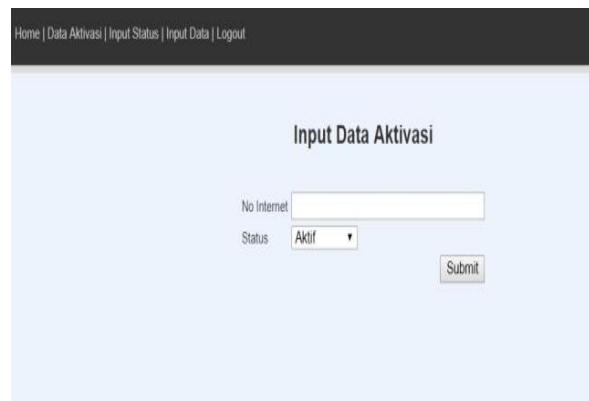 Home | Data Aktivasi | Input Status | Input Data | Logout
Input Data Aktivasi
No Internet
Status Aktif
Submit